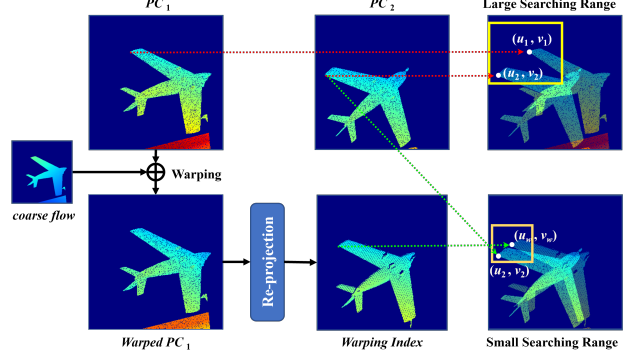 PC 1
PC 2
Large Searching Range
(u1, v1)
(u2, v2)
Warping
coarse flow
Re-projection
(uw, vw)
(u2, v2)
Warped PC 1
Warping Index
Small Searching Range